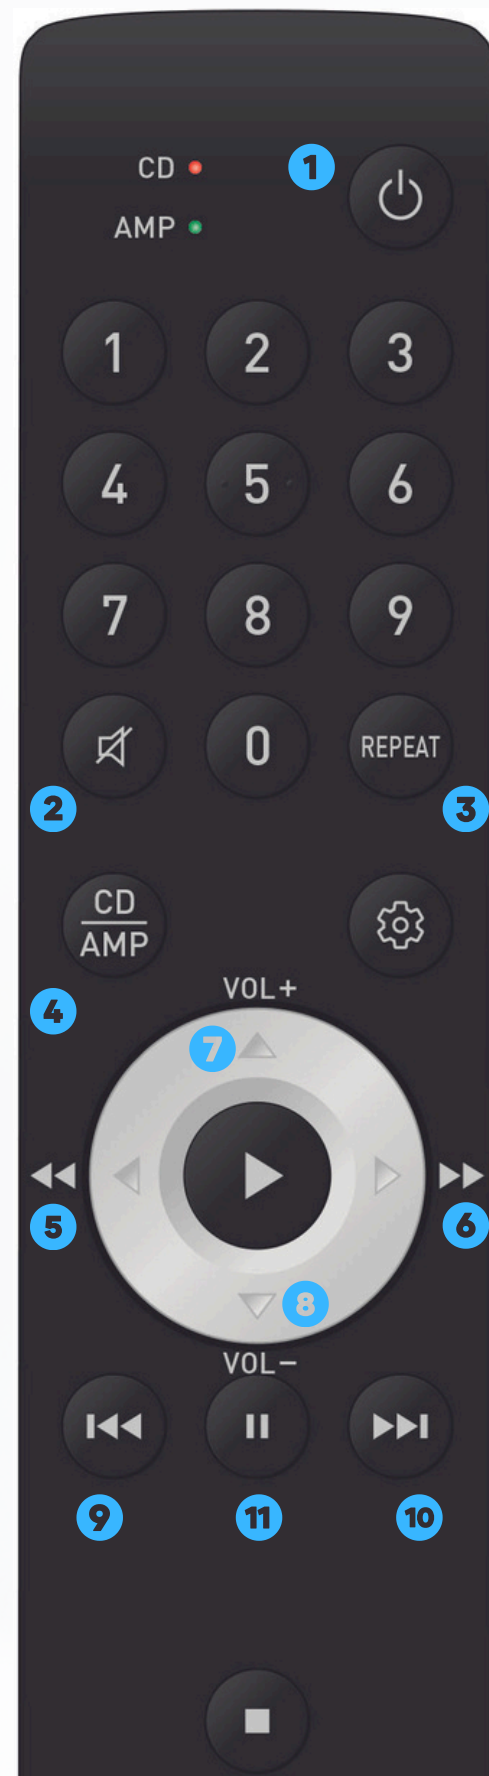 CD
1
AMP
1 2 3
4 5 6
7 8 9
0 REPEAT
2 3
CD
AMP
VOL+
4
7
5 6
8
VOL−
9 11 10